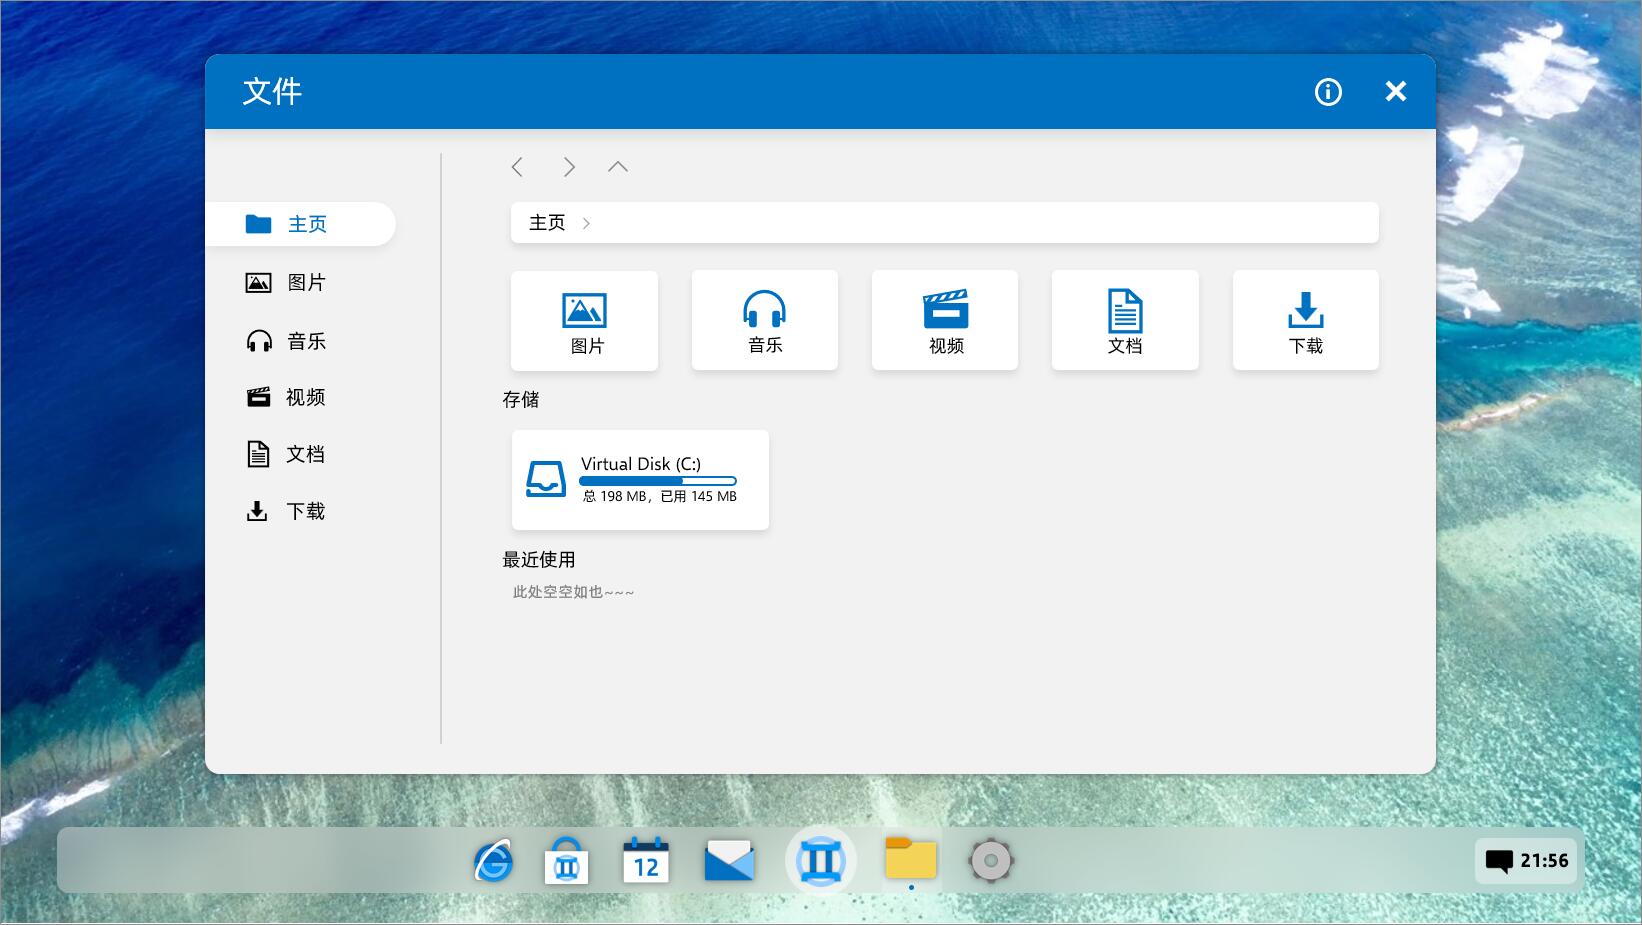 文件
主页
图片
音乐
视频
文档
下载
主页
图片
音乐
视频
文档
下载
存储
Virtual Disk (C:)
总 198 MB，已用 145 MB
最近使用
此处空空如也~~~
12
21:56